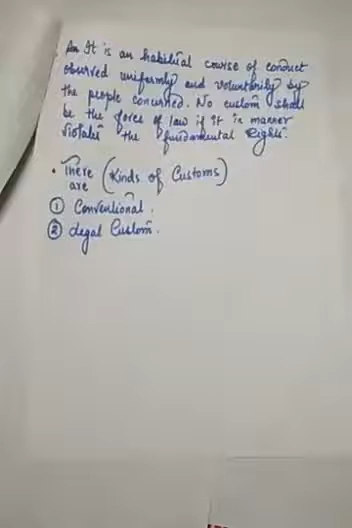 An It is an habitual course of conduct
observed uniformly and voluntarily by
the people concerned. No custom shall
be the force of law if it in manner
violates the fundamental Rights.
• There (Kinds of Customs)
are
① Conventional.
② Legal Custom.